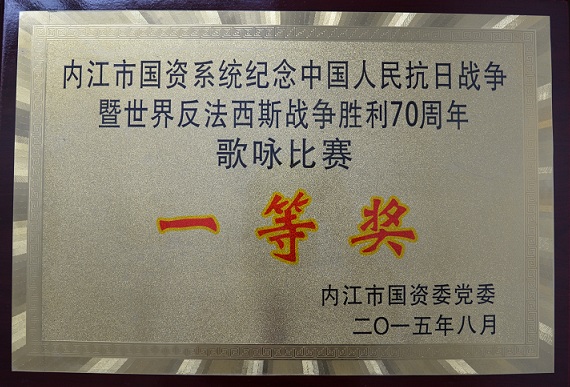 内江市国资系统纪念中国人民抗日战争
暨世界反法西斯战争胜利70周年
歌咏比赛
一等奖
内江市国资委党委
二〇一五年八月